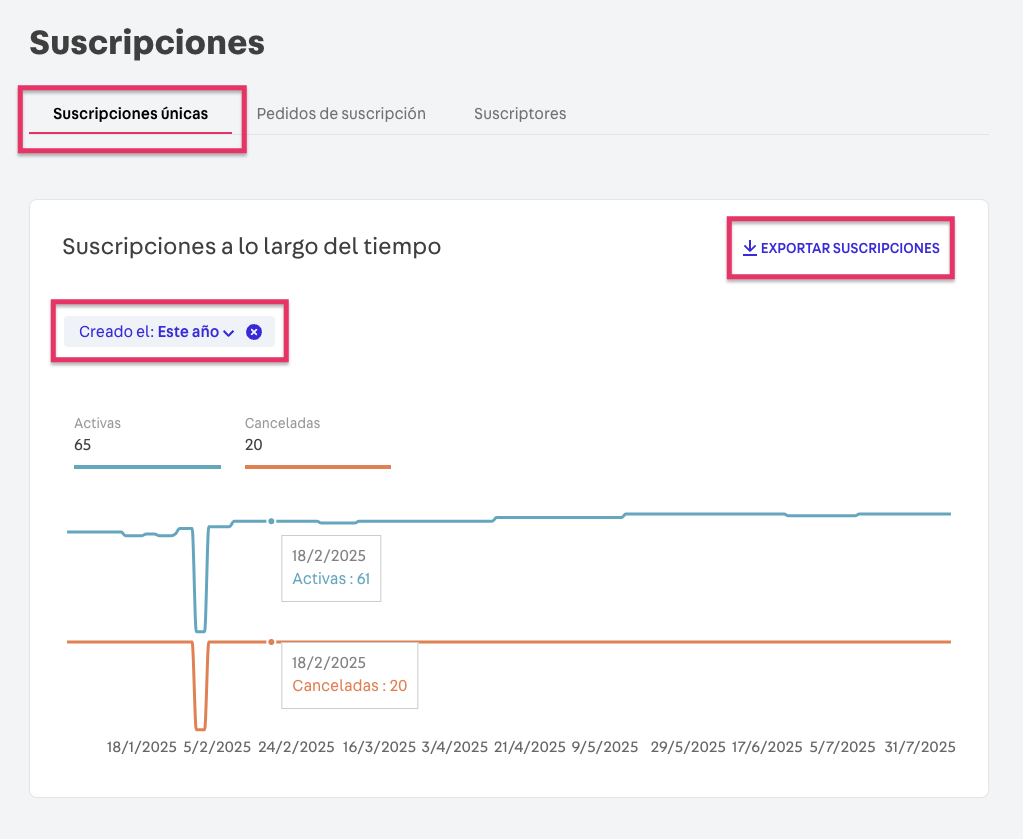 Suscripciones
Suscripciones únicas Pedidos de suscripción Suscriptores
Suscripciones a lo largo del tiempo
EXPORTAR SUSCRIPCIONES
Creado el: Este año
Activas Canceladas
65 20
18/2/2025
Activas : 61
18/2/2025
Canceladas : 20
18/1/2025 5/2/2025 24/2/2025 16/3/2025 3/4/2025 21/4/2025 9/5/2025 29/5/2025 17/6/2025 5/7/2025 31/7/2025